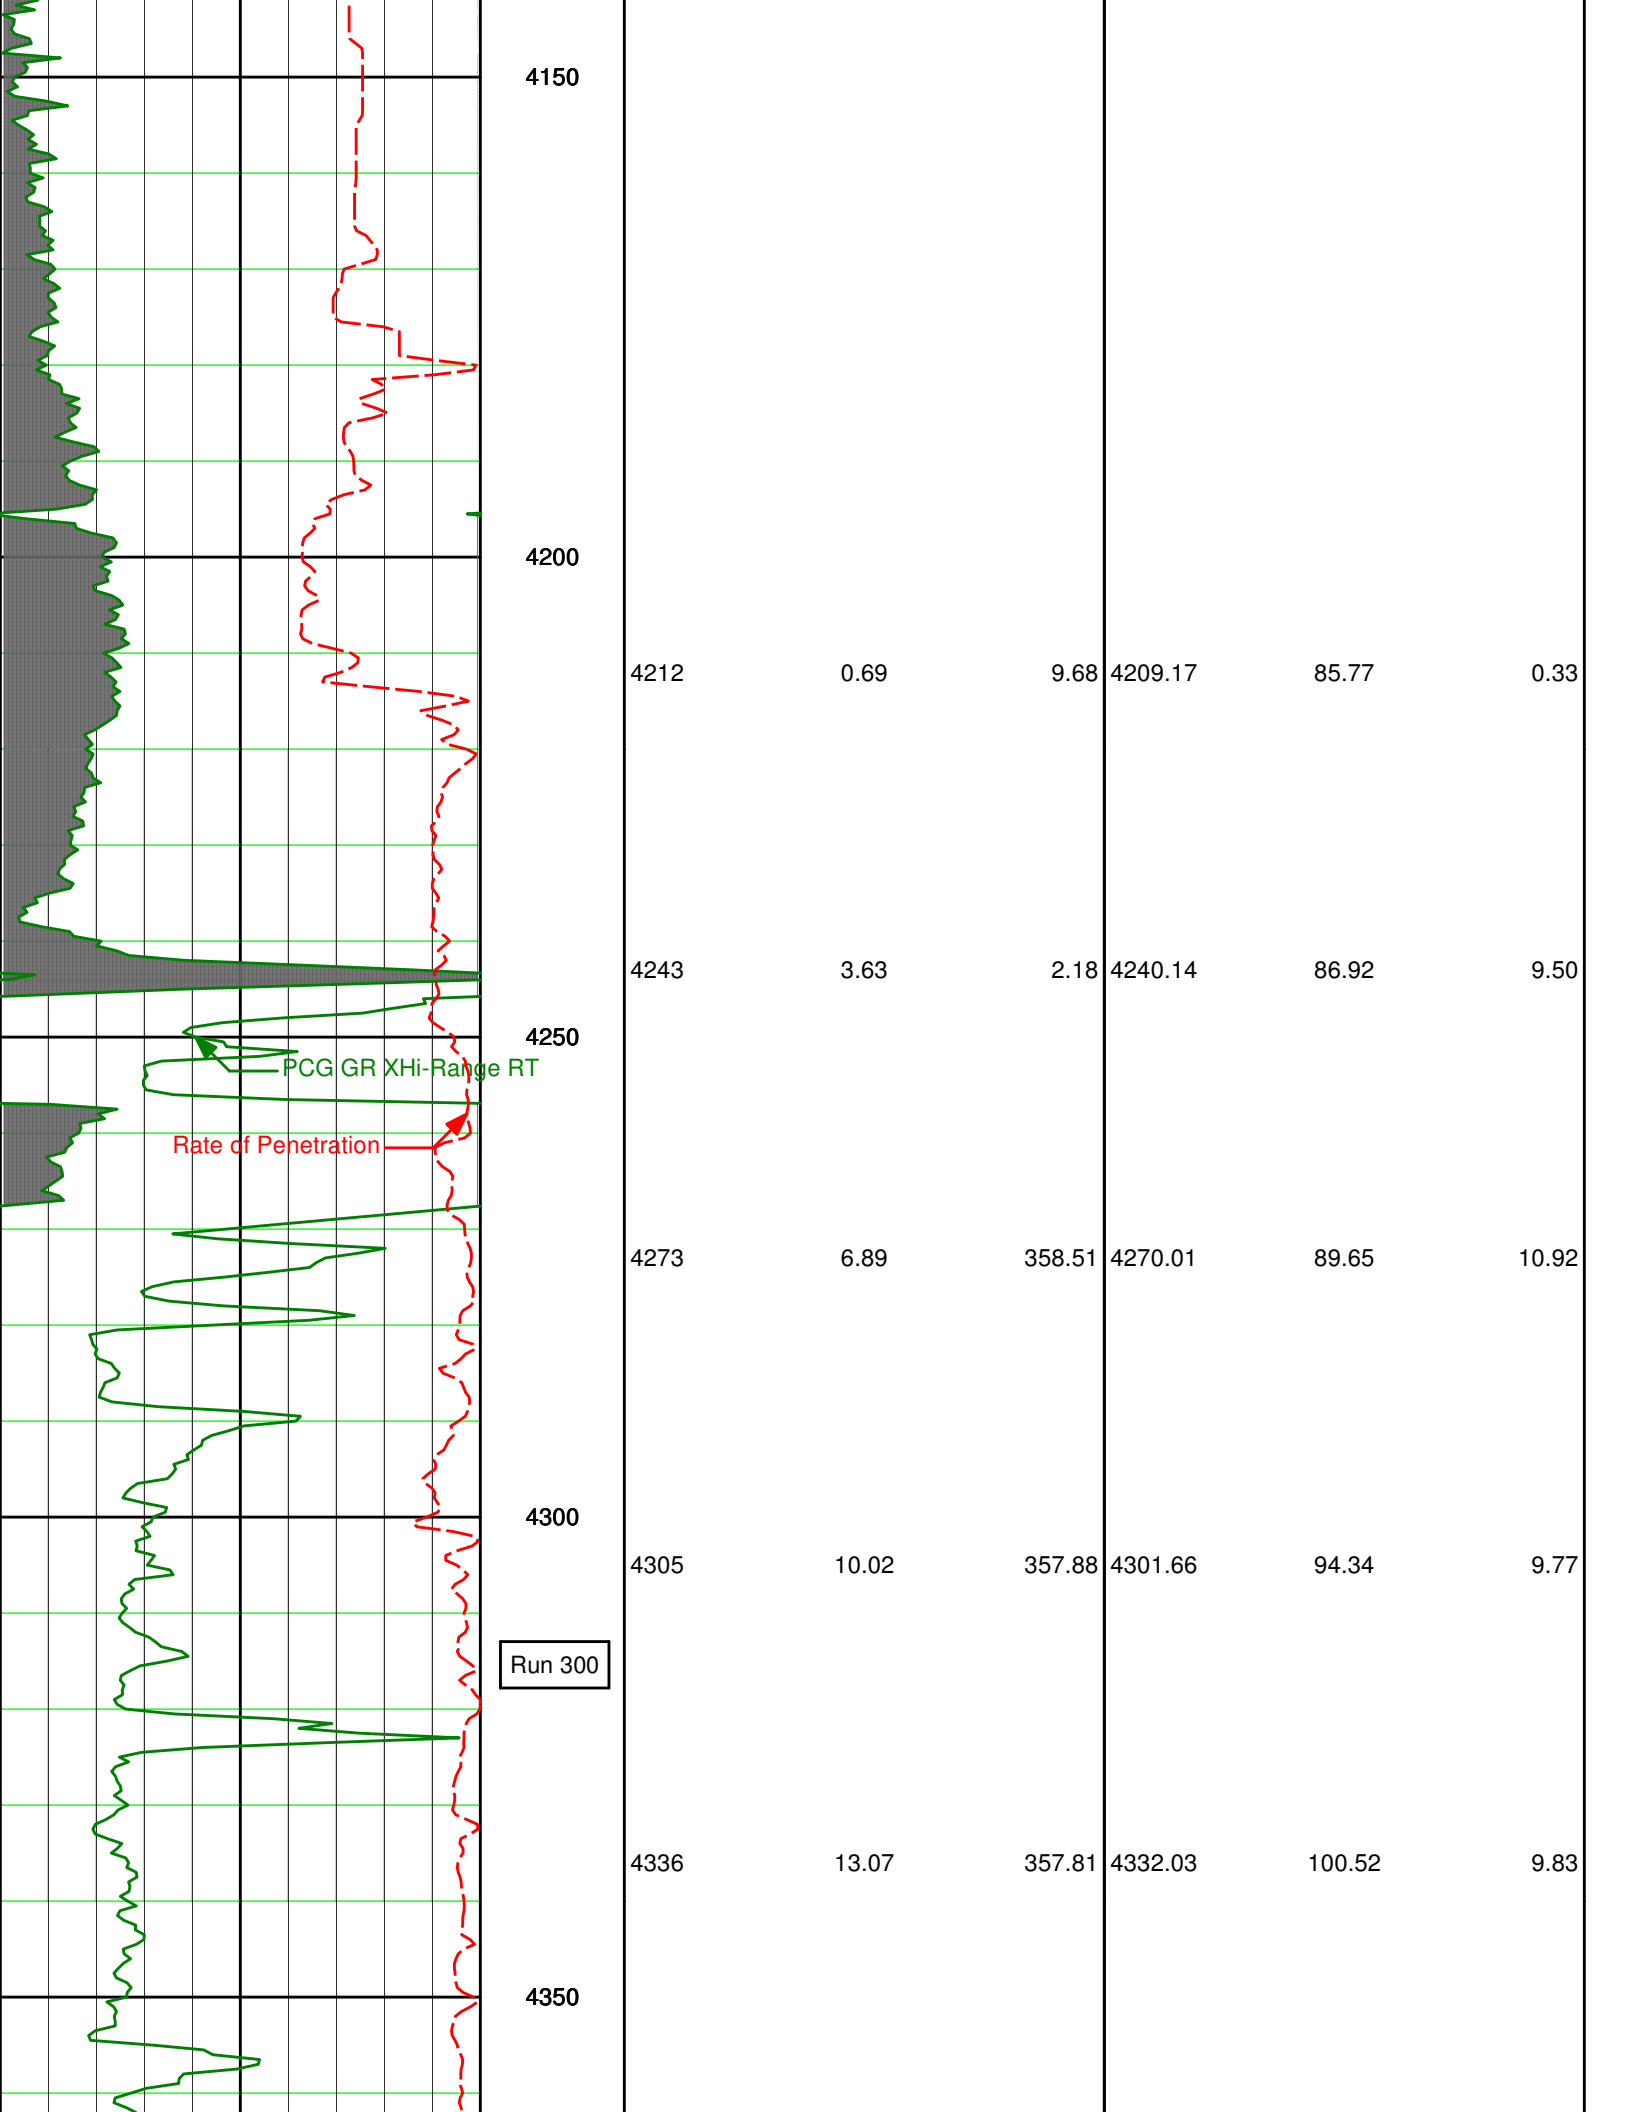 4150
4200
4212 0.69 9.68 4209.17 85.77 0.33
4243 3.63 2.18 4240.14 86.92 9.50
4250
PCG GR XHi-Range RT
Rate of Penetration
4273 6.89 358.51 4270.01 89.65 10.92
4300
4305 10.02 357.88 4301.66 94.34 9.77
Run 300
4336 13.07 357.81 4332.03 100.52 9.83
4350